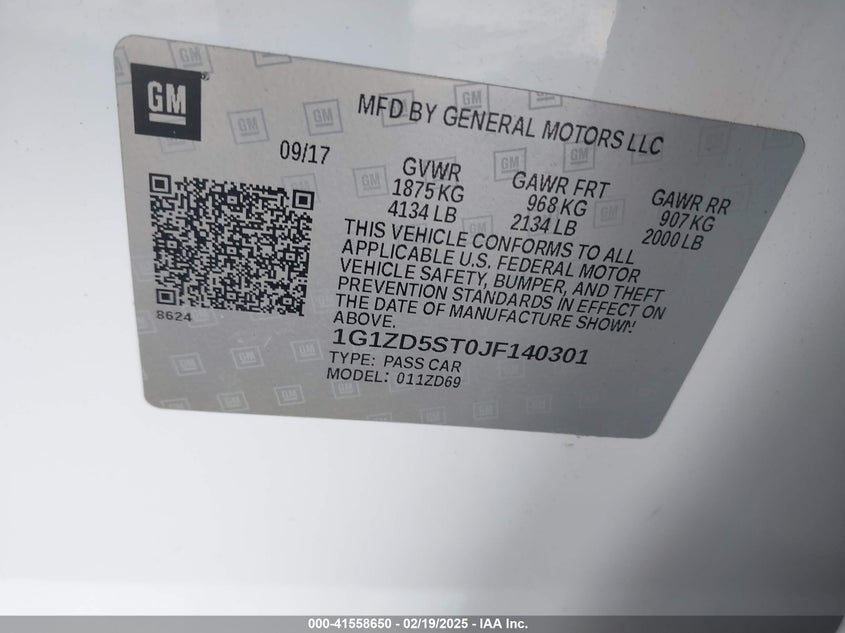 GM
MFD BY GENERAL MOTORS LLC
09/17
GVWR
1875 KG
4134 LB
GAWR FRT
968 KG
2134 LB
GAWR RR
907 KG
2000 LB
THIS VEHICLE CONFORMS TO ALL
APPLICABLE U.S. FEDERAL MOTOR
VEHICLE SAFETY, BUMPER, AND THEFT
PREVENTION STANDARDS IN EFFECT ON
THE DATE OF MANUFACTURE SHOWN
ABOVE.
8624
1G1ZD5ST0JF140301
TYPE: PASS CAR
MODEL: 011ZD69
000-41558650 - 02/19/2025 - IAA Inc.